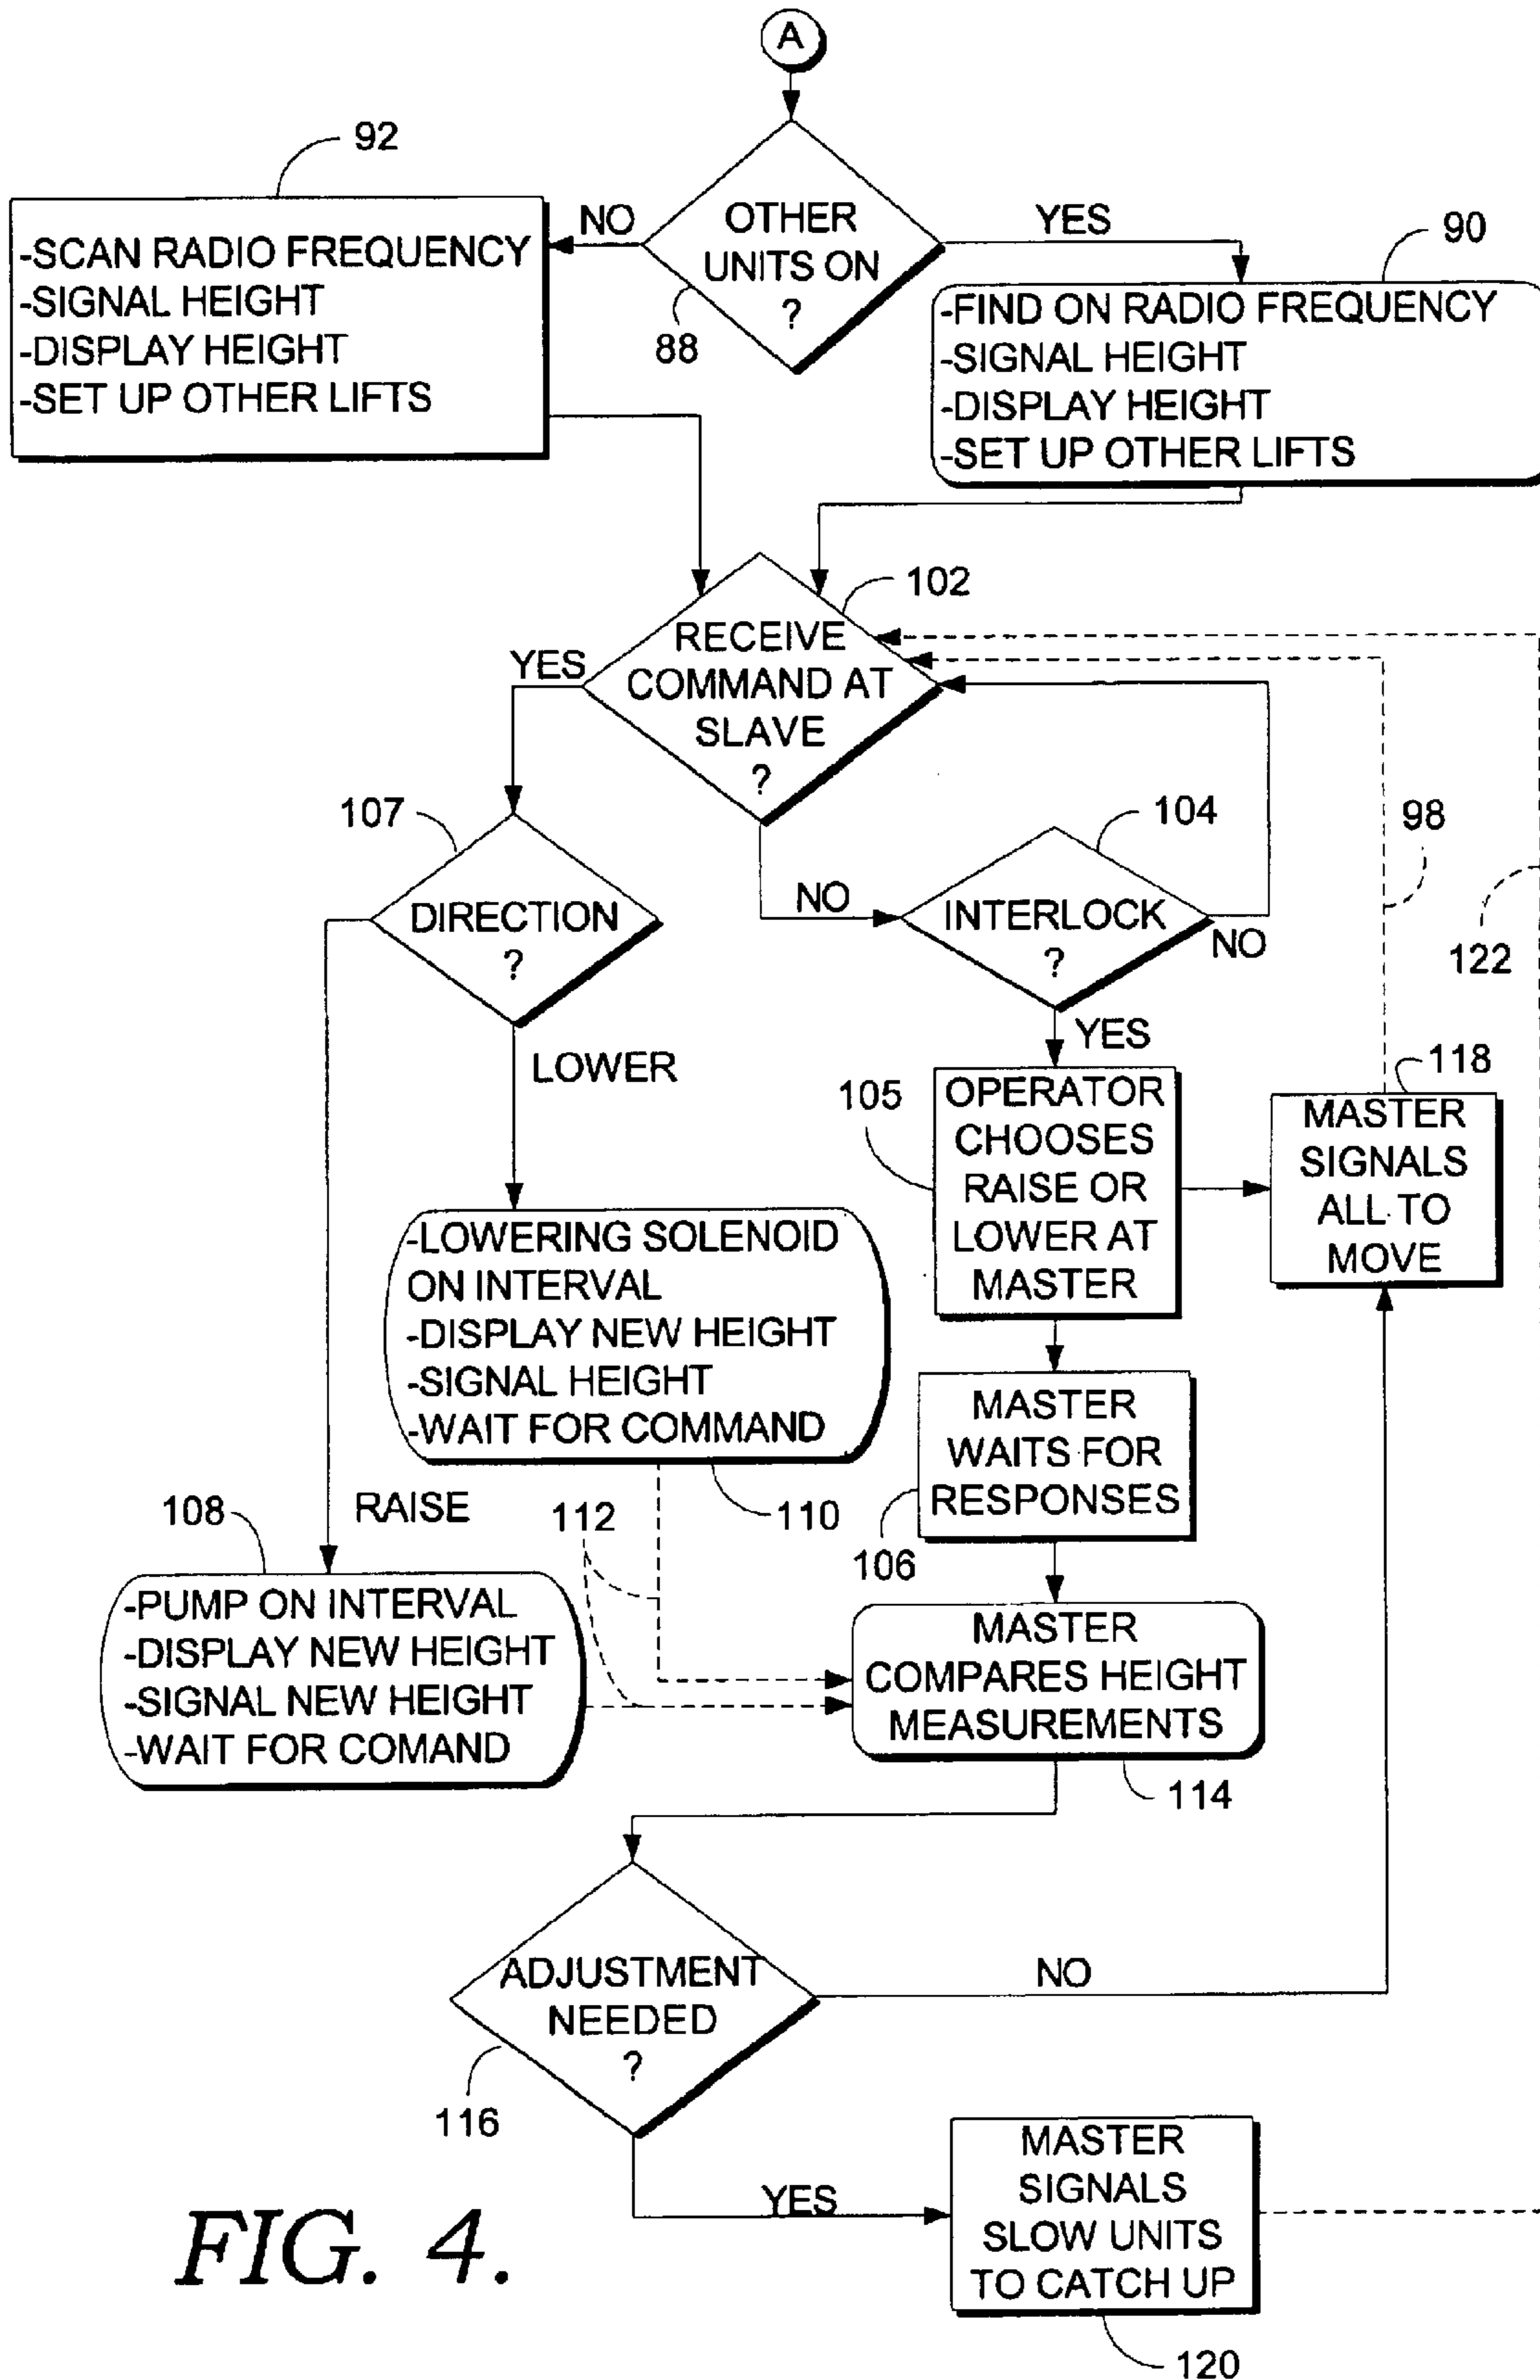 A
92
OTHER
UNITS ON
?
88
NO
YES
90
-SCAN RADIO FREQUENCY
-SIGNAL HEIGHT
-DISPLAY HEIGHT
-SET UP OTHER LIFTS
-FIND ON RADIO FREQUENCY
-SIGNAL HEIGHT
-DISPLAY HEIGHT
-SET UP OTHER LIFTS
102
RECEIVE
COMMAND AT
SLAVE
?
YES
NO
107
DIRECTION
?
104
INTERLOCK
?
NO
98
122
YES
LOWER
105
OPERATOR
CHOOSES
RAISE OR
LOWER AT
MASTER
118
MASTER
SIGNALS
ALL TO
MOVE
-LOWERING SOLENOID
ON INTERVAL
-DISPLAY NEW HEIGHT
-SIGNAL HEIGHT
-WAIT FOR COMMAND
110
MASTER
WAITS FOR
RESPONSES
106
RAISE
108
112
-PUMP ON INTERVAL
-DISPLAY NEW HEIGHT
-SIGNAL NEW HEIGHT
-WAIT FOR COMAND
MASTER
COMPARES HEIGHT
MEASUREMENTS
114
ADJUSTMENT
NEEDED
?
116
NO
YES
MASTER
SIGNALS
SLOW UNITS
TO CATCH UP
120
FIG. 4.